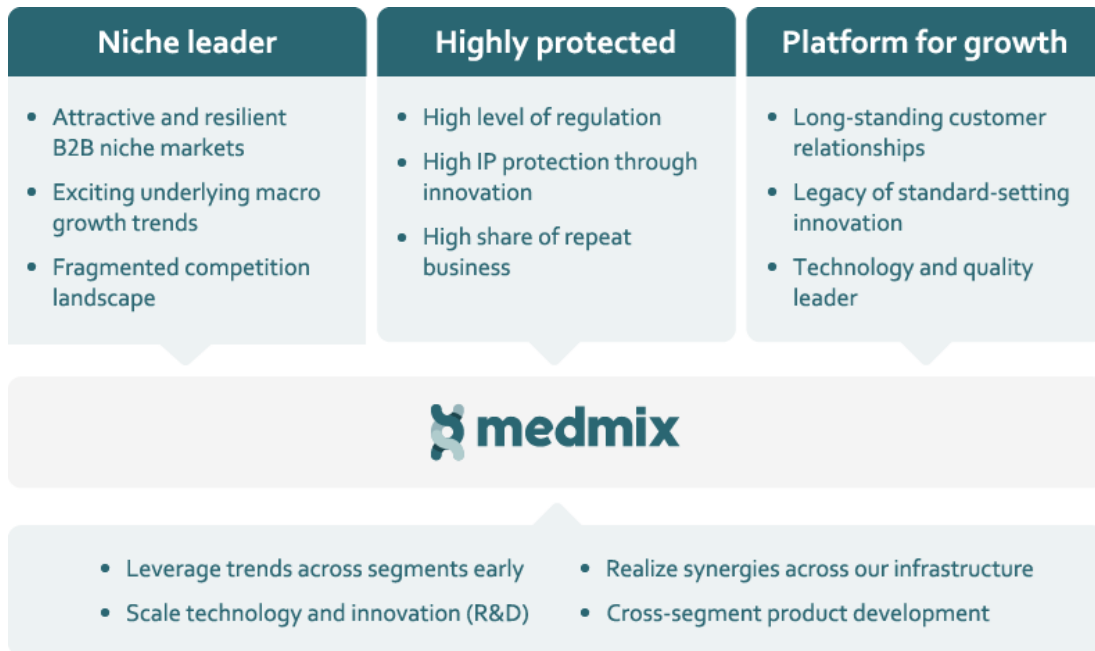 Niche leader
• Attractive and resilient
B2B niche markets
• Exciting underlying macro
growth trends
• Fragmented competition
landscape
Highly protected
• High level of regulation
• High IP protection through
innovation
• High share of repeat
business
Platform for growth
• Long-standing customer
relationships
• Legacy of standard-setting
innovation
• Technology and quality
leader
medmix
• Leverage trends across segments early
• Scale technology and innovation (R&D)
• Realize synergies across our infrastructure
• Cross-segment product development